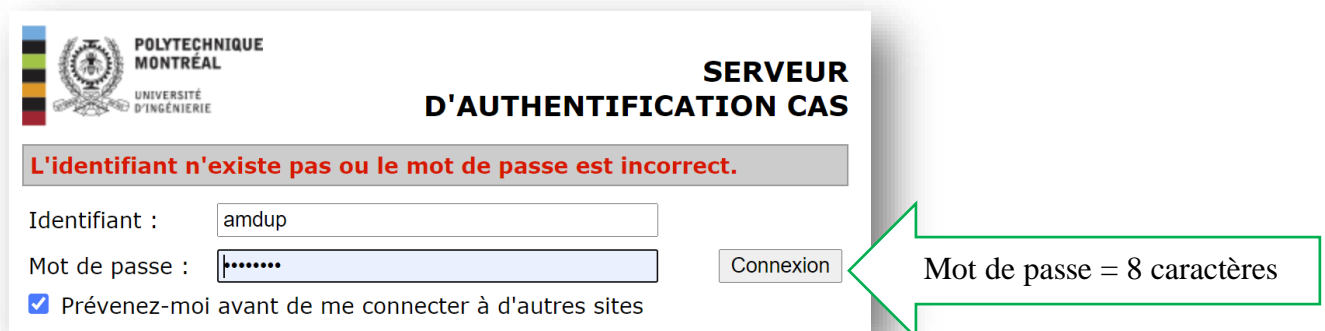 POLYTECHNIQUE
MONTRÉAL
UNIVERSITÉ
D'INGÉNIERIE
SERVEUR
D'AUTHENTIFICATION CAS
L'identifiant n'existe pas ou le mot de passe est incorrect.
Identifiant : amdup
Mot de passe : •••••••• Connexion
Prévenez-moi avant de me connecter à d'autres sites
Mot de passe = 8 caractères